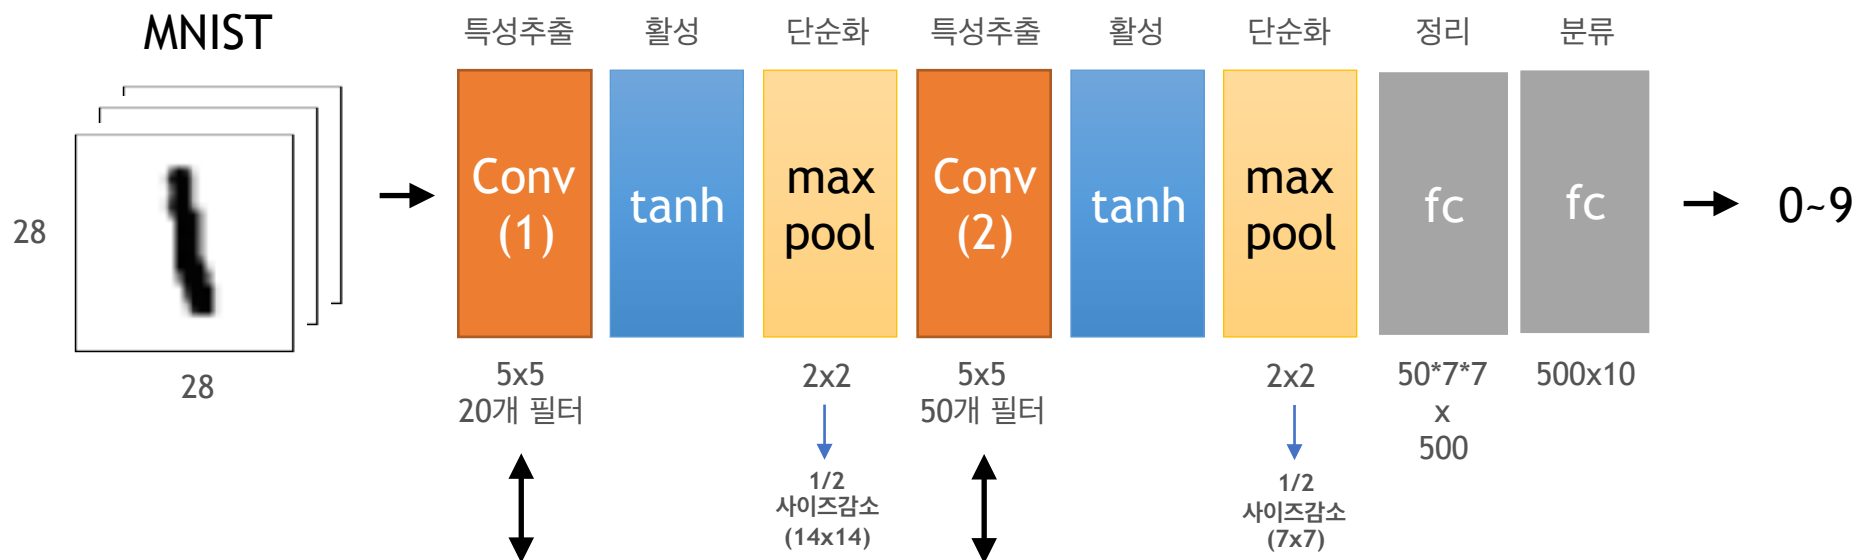 MNIST
특성추출 활성 단순화 특성추출 활성 단순화 정리 분류
Conv
(1)
tanh
max
pool
Conv
(2)
tanh
max
pool
fc
fc
0~9
28
28
5x5
20개 필터
2x2
1/2
사이즈감소
(14x14)
5x5
50개 필터
2x2
1/2
사이즈감소
(7x7)
50*7*7
x
500
500x10